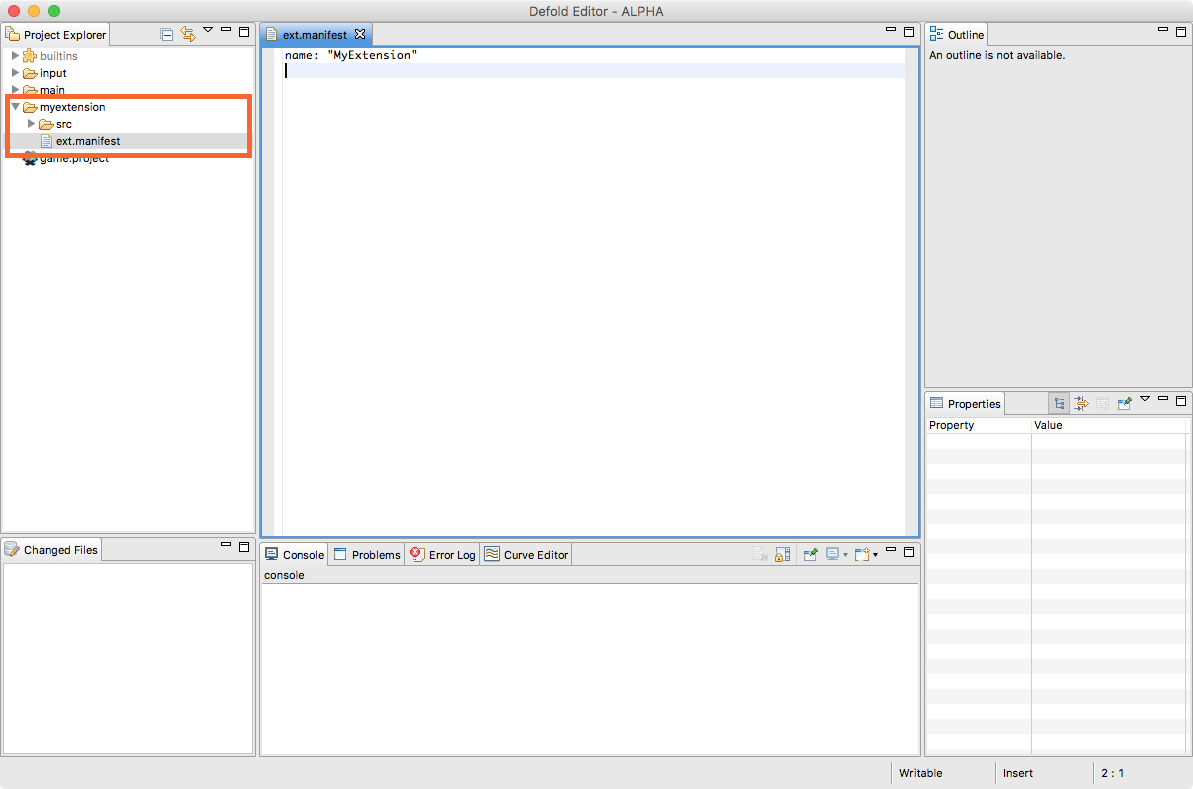 Defold Editor - ALPHA
Project Explorer
builtins
input
main
myextension
src
ext.manifest
game.project
ext.manifest
name: "MyExtension"
Outline
An outline is not available.
Properties
Property Value
Changed Files
Console Problems Error Log Curve Editor
console
Writable Insert 2 : 1